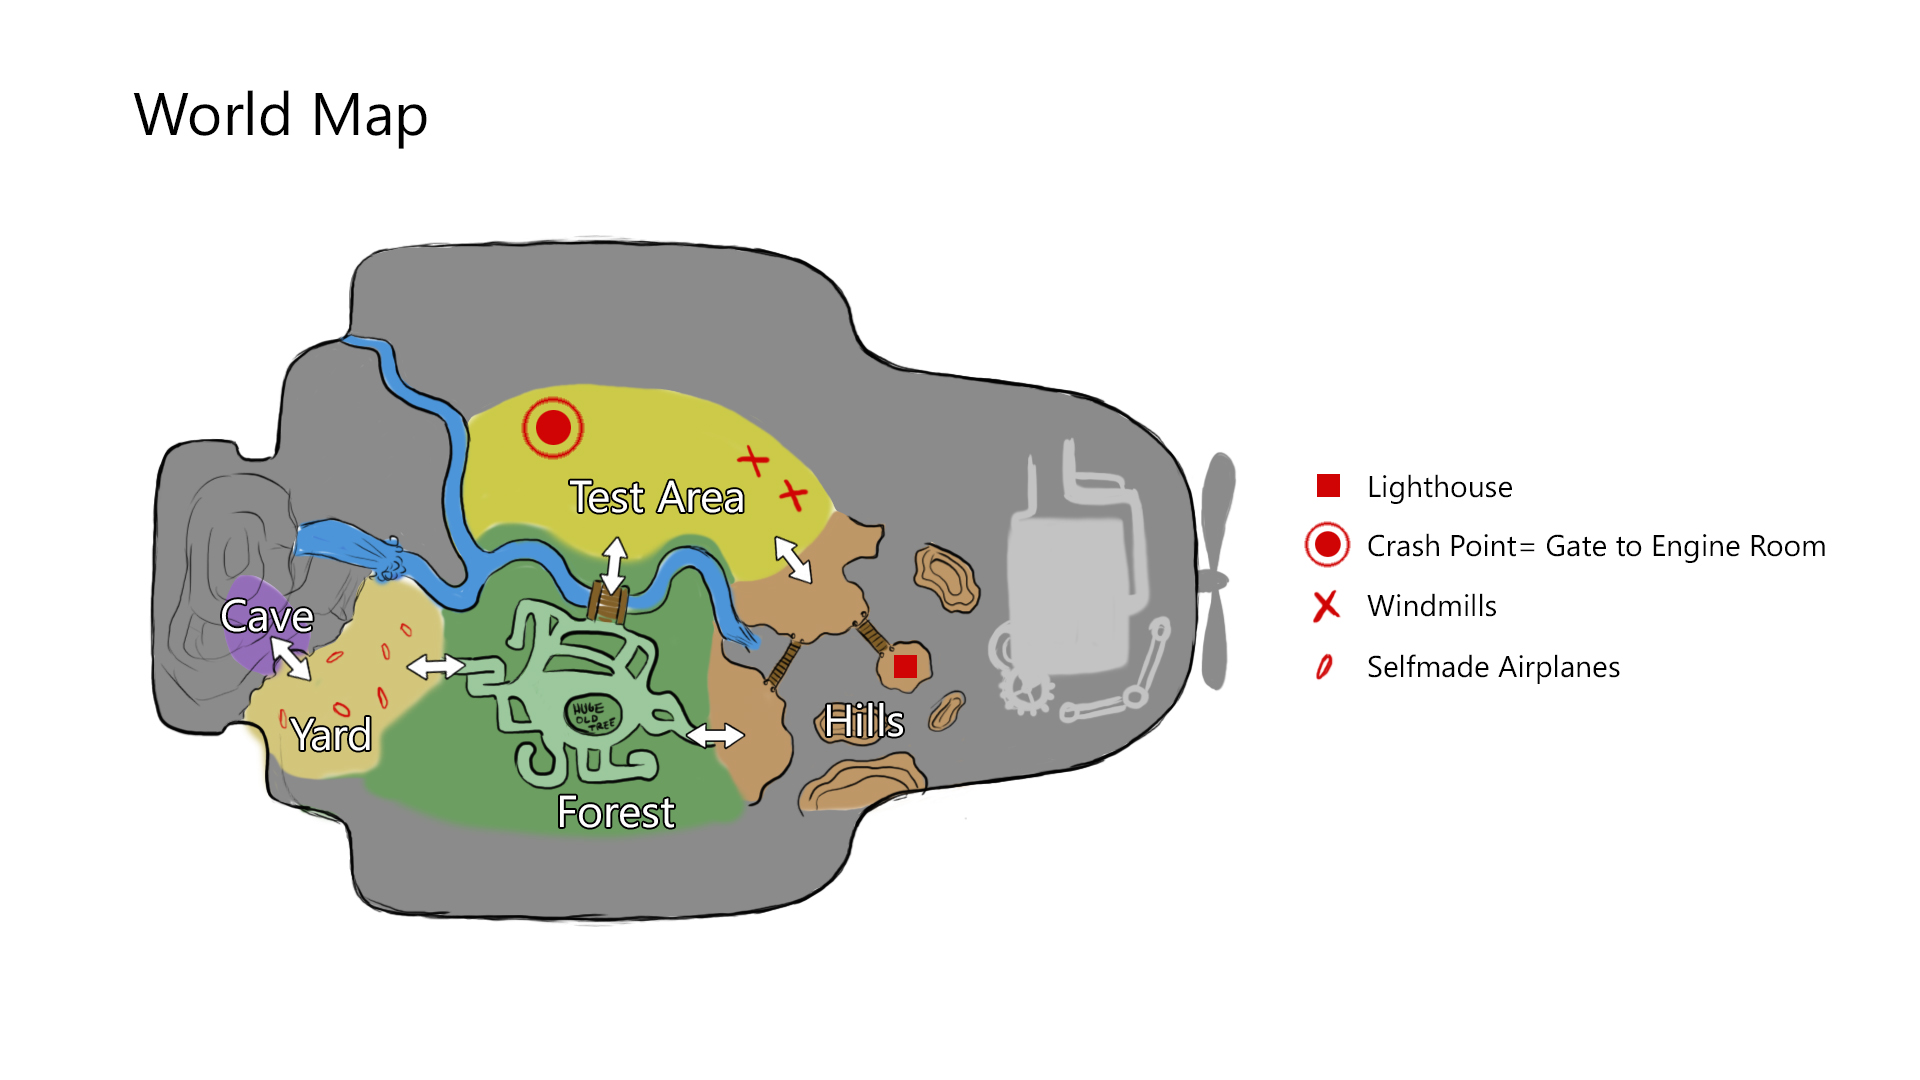 World Map
Test Area
Cave
Yard
HUGE
OLD
TREE
Hills
Forest
Lighthouse
Crash Point= Gate to Engine Room
Windmills
Selfmade Airplanes